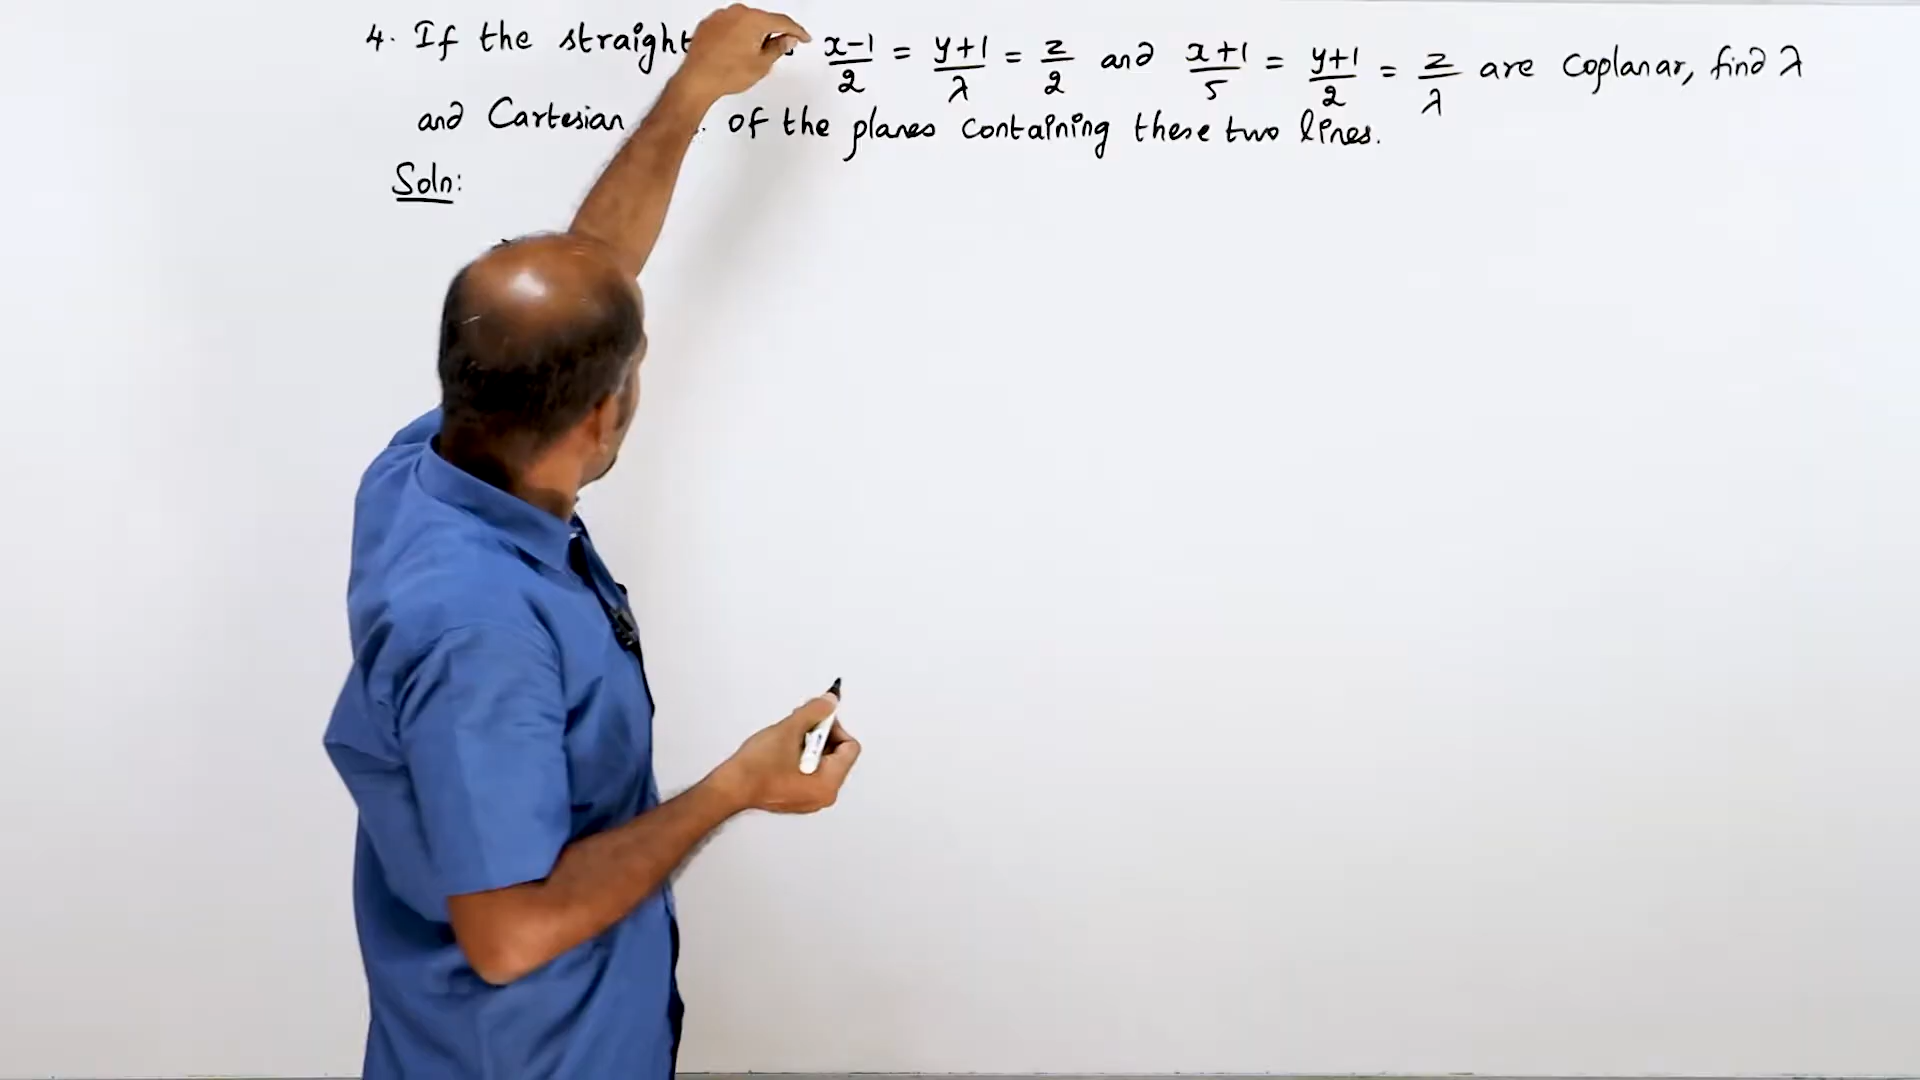 4. If the straight x-1/2 = y+1/λ = z/2 and x+1/5 = y+1/2 = z/λ are coplanar, find λ
and Cartesian of the planes containing these two lines.
Soln: